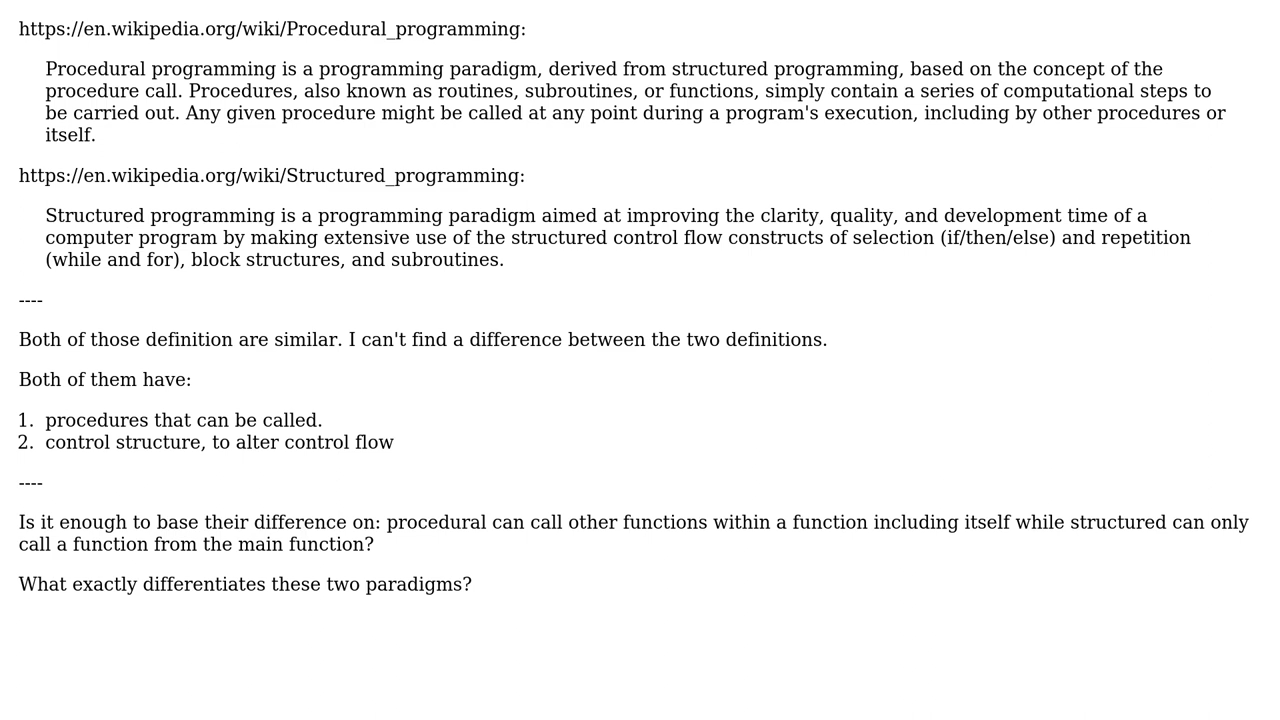 https://en.wikipedia.org/wiki/Procedural_programming:
Procedural programming is a programming paradigm, derived from structured programming, based on the concept of the
procedure call. Procedures, also known as routines, subroutines, or functions, simply contain a series of computational steps to
be carried out. Any given procedure might be called at any point during a program's execution, including by other procedures or
itself.
https://en.wikipedia.org/wiki/Structured_programming:
Structured programming is a programming paradigm aimed at improving the clarity, quality, and development time of a
computer program by making extensive use of the structured control flow constructs of selection (if/then/else) and repetition
(while and for), block structures, and subroutines.
----
Both of those definition are similar. I can't find a difference between the two definitions.
Both of them have:
1. procedures that can be called.
2. control structure, to alter control flow
----
Is it enough to base their difference on: procedural can call other functions within a function including itself while structured can only
call a function from the main function?
What exactly differentiates these two paradigms?